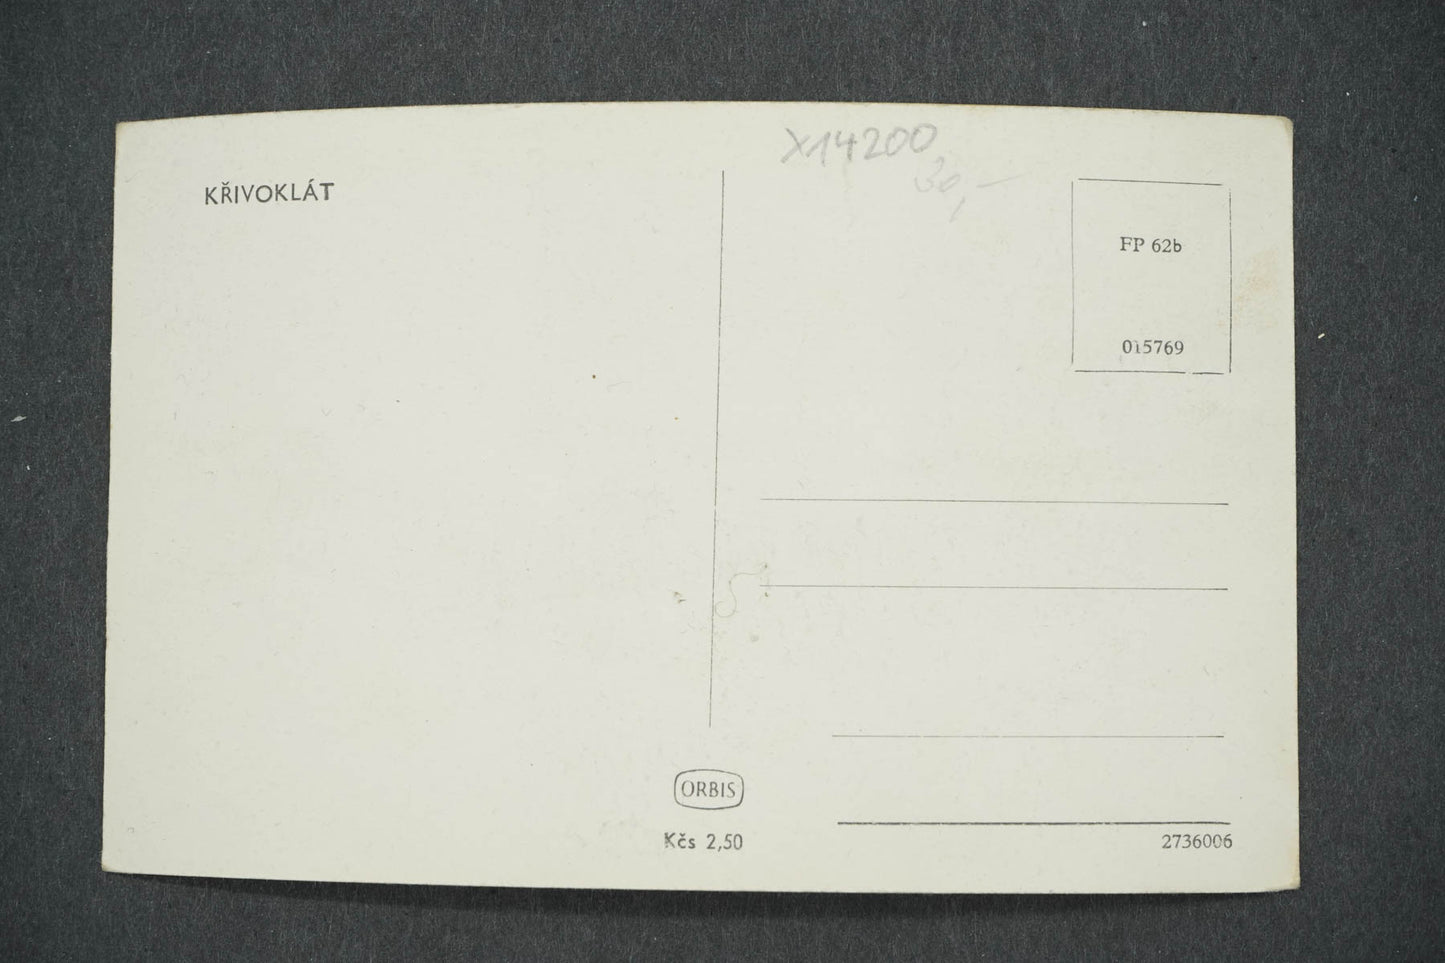 KŘIVOKLÁT
X14200
30,-
FP 62b
015769
ORBIS
Kčs 2,50
2736006